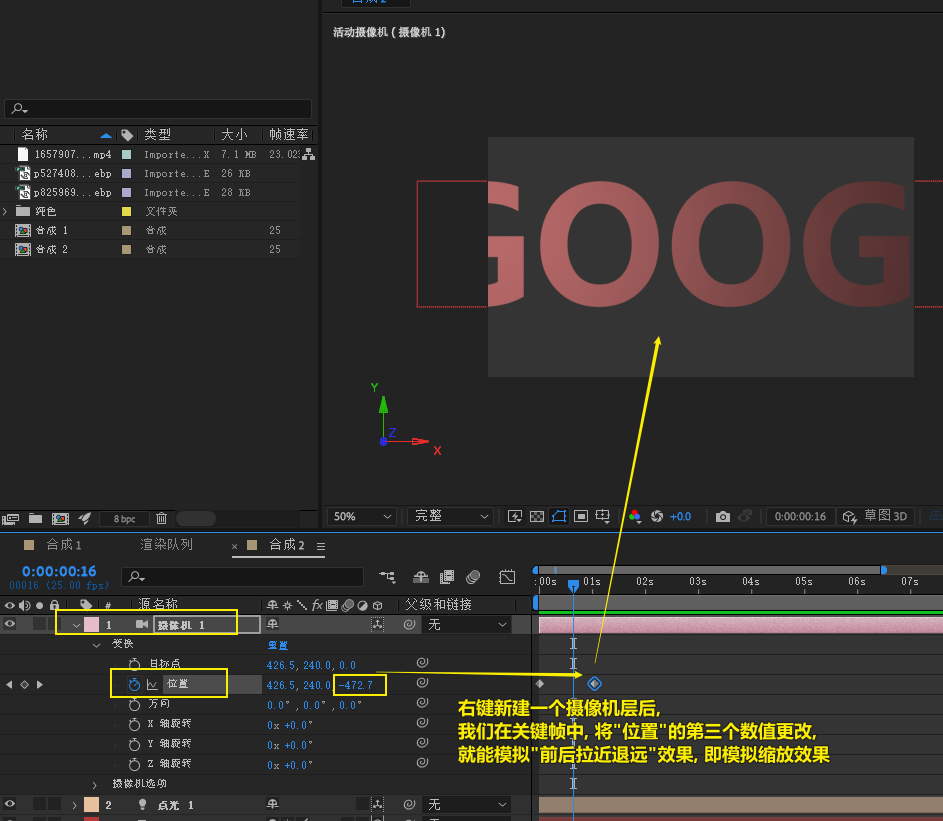 合成 2
活动摄像机 ( 摄像机 1)
名称 类型 大小 帧速率
1657907...mp4 Importe...X 7.1 MB 23.023
p527408...ebp Importe...E 26 KB
p825969...ebp Importe...E 28 KB
纯色 文件夹
合成 1 合成 25
合成 2 合成 25
GOOG
Y
Z
X
8 bpc
50% 完整 +0.0 0:00:00:16 草图 3D
合成 1 渲染队列 × 合成 2
0:00:00:16
00016 (25.00 fps)
:00s 01s 02s 03s 04s 05s 06s 07s
# 源名称 fx 父级和链接
1 摄像机 1 无
变换 重置
目标点 426.5, 240.0, 0.0
位置 426.5, 240.0, -472.7
方向 0.0°, 0.0°, 0.0°
X 轴旋转 0x +0.0°
Y 轴旋转 0x +0.0°
Z 轴旋转 0x +0.0°
摄像机选项
2 点光 1 无
右键新建一个摄像机层后,
我们在关键帧中, 将"位置"的第三个数值更改,
就能模拟"前后拉近退远"效果, 即模拟缩放效果